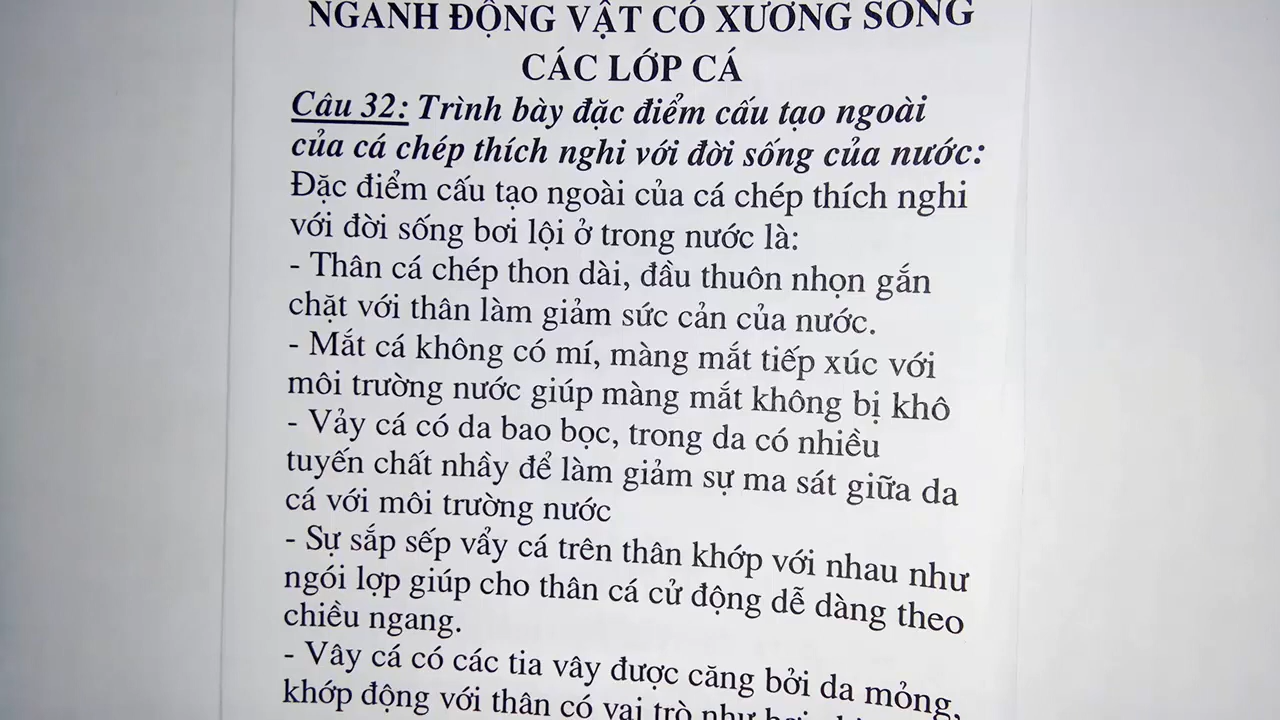 NGÀNH ĐỘNG VẬT CÓ XƯƠNG SỐNG
CÁC LỚP CÁ
Câu 32: Trình bày đặc điểm cấu tạo ngoài
của cá chép thích nghi với đời sống của nước:
Đặc điểm cấu tạo ngoài của cá chép thích nghi
với đời sống bơi lội ở trong nước là:
- Thân cá chép thon dài, đầu thuôn nhọn gắn
chặt với thân làm giảm sức cản của nước.
- Mắt cá không có mí, màng mắt tiếp xúc với
môi trường nước giúp màng mắt không bị khô
- Vảy cá có da bao bọc, trong da có nhiều
tuyến chất nhầy để làm giảm sự ma sát giữa da
cá với môi trường nước
- Sự sắp sếp vẩy cá trên thân khớp với nhau như
ngói lợp giúp cho thân cá cử động dễ dàng theo
chiều ngang.
- Vây cá có các tia vây được căng bởi da mỏng,
khớp động với thân có vai trò như bơi